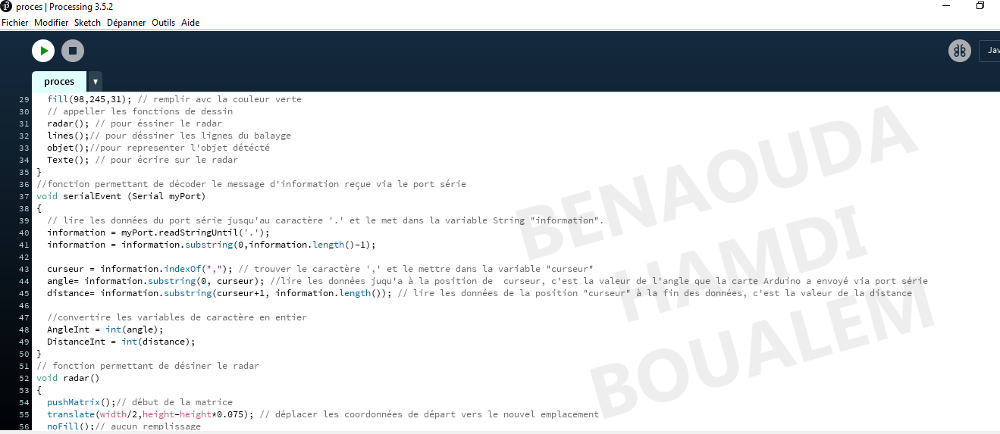 proces | Processing 3.5.2
Fichier Modifier Sketch Dépanner Outils Aide
Jav
proces ▼
29 fill(98,245,31); // remplir avc la couleur verte
30 // appeller les fonctions de dessin
31 radar(); // pour éssiner le radar
32 lines();// pour déssiner les lignes du balayge
33 objet();//pour representer l'objet détécté
34 Texte(); // pour écrire sur le radar
35 }
36 //fonction permettant de décoder le message d'information reçue via le port série
37 void serialEvent (Serial myPort)
38 {
39 // lire les données du port série jusqu'au caractère '.' et le met dans la variable String "information".
40 information = myPort.readStringUntil('.');
41 information = information.substring(0,information.length()-1);
42
43 curseur = information.indexOf(","); // trouver le caractère ',' et le mettre dans la variable "curseur"
44 angle= information.substring(0, curseur); //lire les données juqu'a à la position de  curseur, c'est la valeur de l'angle que la carte Arduino a envoyé via port série
45 distance= information.substring(curseur+1, information.length()); // lire les données de la position "curseur" à la fin des données, c'est la valeur de la distance
46
47 //convertire les variables de caractère en entier
48 AngleInt = int(angle);
49 DistanceInt = int(distance);
50 }
51 // fonction permettant de désiner le radar
52 void radar()
53 {
54 pushMatrix();// début de la matrice
55 translate(width/2,height-height*0.075); // déplacer les coordonnées de départ vers le nouvel emplacement
56 noFill();// aucun remplissage
BENAOUDA
HAMDI
BOUALEM